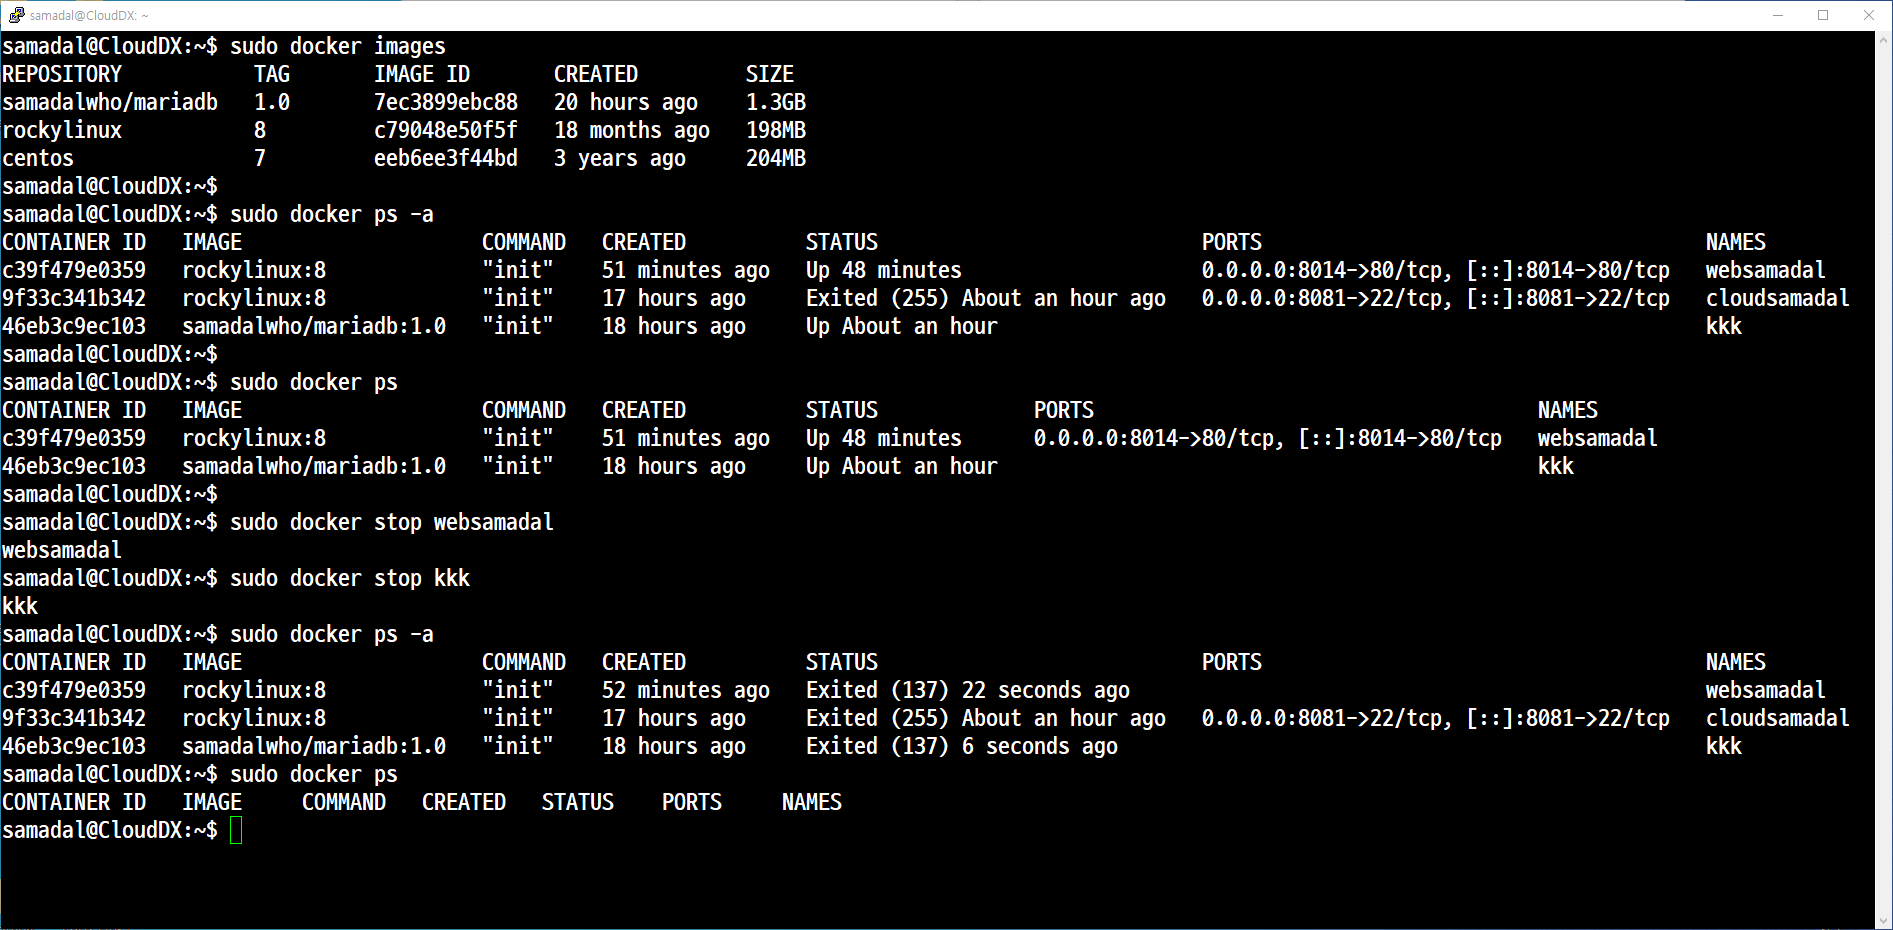 samadal@CloudDX: ~
samadal@CloudDX:~$ sudo docker images
REPOSITORY           TAG       IMAGE ID       CREATED         SIZE
samadalwho/mariadb   1.0       7ec3899ebc88   20 hours ago    1.3GB
rockylinux           8         c79048e50f5f   18 months ago   198MB
centos               7         eeb6ee3f44bd   3 years ago     204MB
samadal@CloudDX:~$
samadal@CloudDX:~$ sudo docker ps -a
CONTAINER ID   IMAGE                    COMMAND   CREATED          STATUS                           PORTS                                     NAMES
c39f479e0359   rockylinux:8             "init"    51 minutes ago   Up 48 minutes                    0.0.0.0:8014->80/tcp, [::]:8014->80/tcp   websamadal
9f33c341b342   rockylinux:8             "init"    17 hours ago     Exited (255) About an hour ago   0.0.0.0:8081->22/tcp, [::]:8081->22/tcp   cloudsamadal
46eb3c9ec103   samadalwho/mariadb:1.0   "init"    18 hours ago     Up About an hour                                                           kkk
samadal@CloudDX:~$
samadal@CloudDX:~$ sudo docker ps
CONTAINER ID   IMAGE                    COMMAND   CREATED          STATUS             PORTS                                     NAMES
c39f479e0359   rockylinux:8             "init"    51 minutes ago   Up 48 minutes      0.0.0.0:8014->80/tcp, [::]:8014->80/tcp   websamadal
46eb3c9ec103   samadalwho/mariadb:1.0   "init"    18 hours ago     Up About an hour                                             kkk
samadal@CloudDX:~$
samadal@CloudDX:~$ sudo docker stop websamadal
websamadal
samadal@CloudDX:~$ sudo docker stop kkk
kkk
samadal@CloudDX:~$ sudo docker ps -a
CONTAINER ID   IMAGE                    COMMAND   CREATED          STATUS                           PORTS                                     NAMES
c39f479e0359   rockylinux:8             "init"    52 minutes ago   Exited (137) 22 seconds ago                                                websamadal
9f33c341b342   rockylinux:8             "init"    17 hours ago     Exited (255) About an hour ago   0.0.0.0:8081->22/tcp, [::]:8081->22/tcp   cloudsamadal
46eb3c9ec103   samadalwho/mariadb:1.0   "init"    18 hours ago     Exited (137) 6 seconds ago                                                 kkk
samadal@CloudDX:~$ sudo docker ps
CONTAINER ID   IMAGE     COMMAND   CREATED   STATUS    PORTS     NAMES
samadal@CloudDX:~$